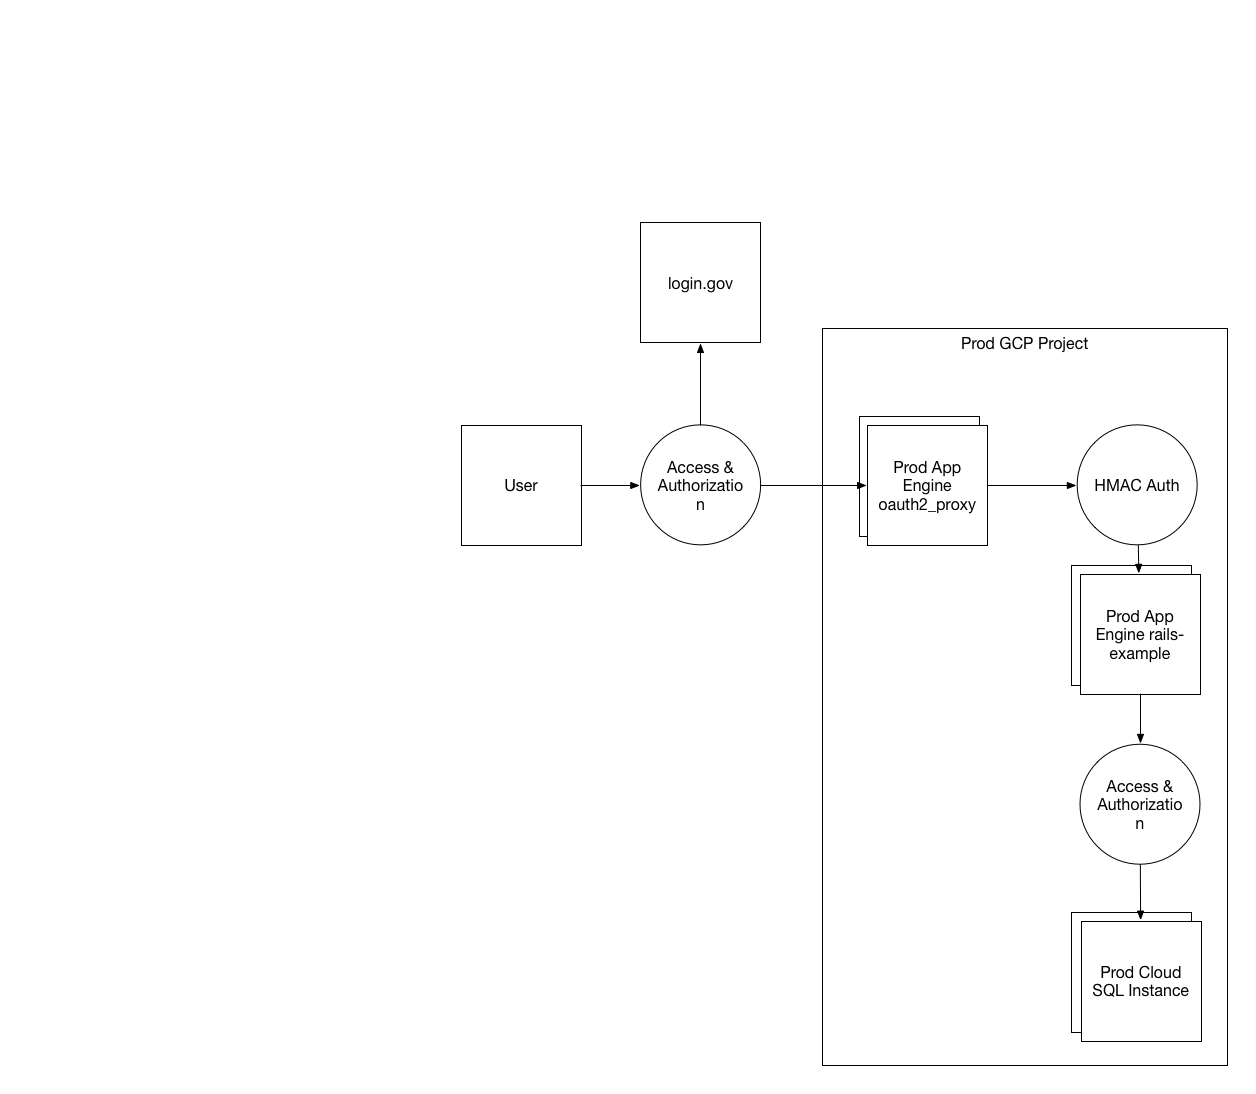 login.gov
Prod GCP Project
User
Access &
Authorizatio
n
Prod App
Engine
oauth2_proxy
HMAC Auth
Prod App
Engine rails-
example
Access &
Authorizatio
n
Prod Cloud
SQL Instance